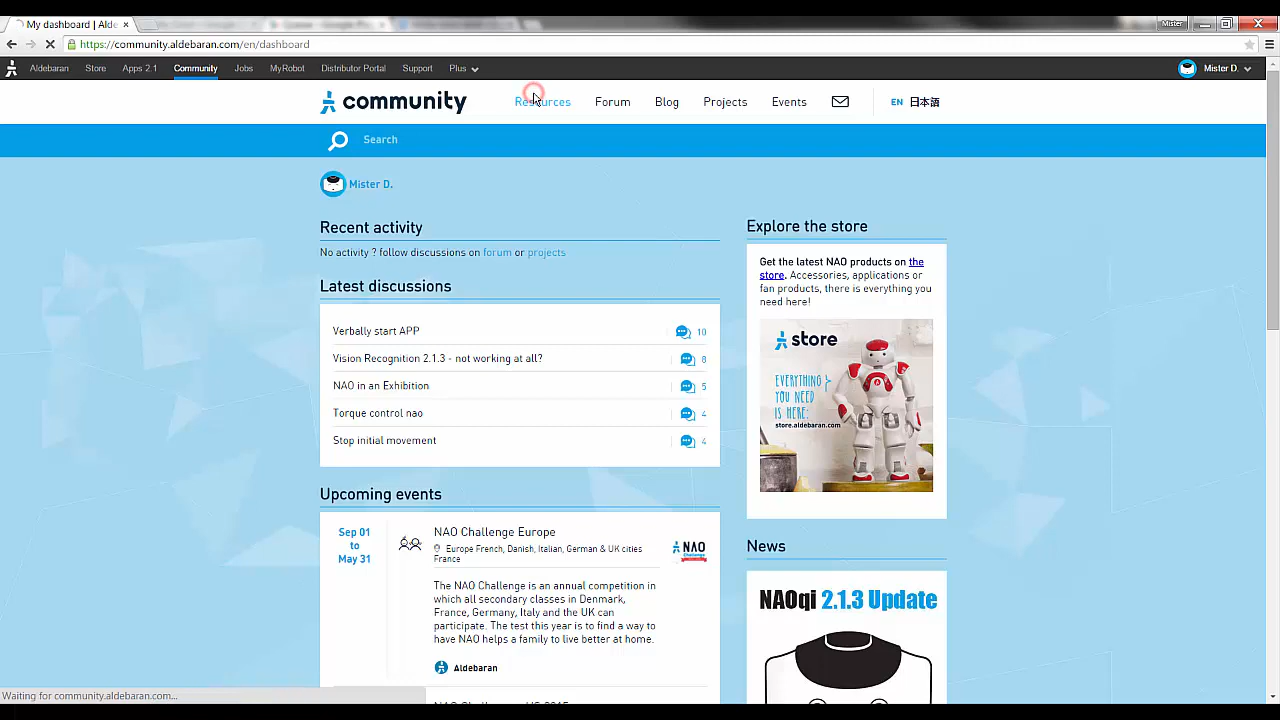 My dashboard | Alde
Mister
https://community.aldebaran.com/en/dashboard
Aldebaran Store Apps 2.1 Community Jobs MyRobot Distributor Portal Support Plus Mister D.
community Resources Forum Blog Projects Events EN 日本語
Search
Mister D.
Recent activity
No activity ? follow discussions on forum or projects
Latest discussions
Verbally start APP 10
Vision Recognition 2.1.3 - not working at all? 8
NAO in an Exhibition 5
Torque control nao 4
Stop initial movement 4
Upcoming events
Sep 01
to
May 31
NAO Challenge Europe
Europe French, Danish, Italian, German & UK cities
France
NAO
Challenge
The NAO Challenge is an annual competition in
which all secondary classes in Denmark,
France, Germany, Italy and the UK can
participate. The test this year is to find a way to
have NAO helps a family to live better at home.
Aldebaran
Explore the store
Get the latest NAO products on the
store. Accessories, applications or
fan products, there is everything you
need here!
store
EVERYTHING
YOU NEED
IS HERE:
store.aldebaran.com
News
NAOqi 2.1.3 Update
Waiting for community.aldebaran.com...